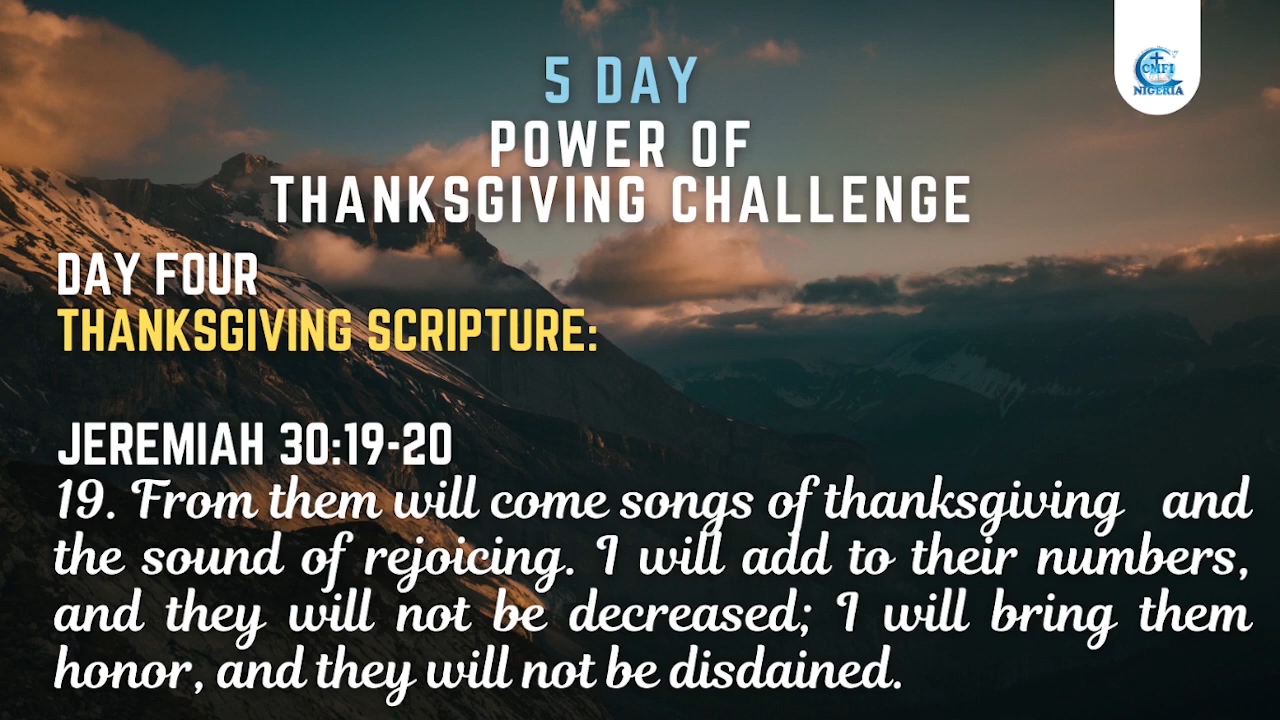 5 DAY
POWER OF
THANKSGIVING CHALLENGE
CMFI
NIGERIA
DAY FOUR
THANKSGIVING SCRIPTURE:
JEREMIAH 30:19-20
19. From them will come songs of thanksgiving and
the sound of rejoicing. I will add to their numbers,
and they will not be decreased; I will bring them
honor, and they will not be disdained.